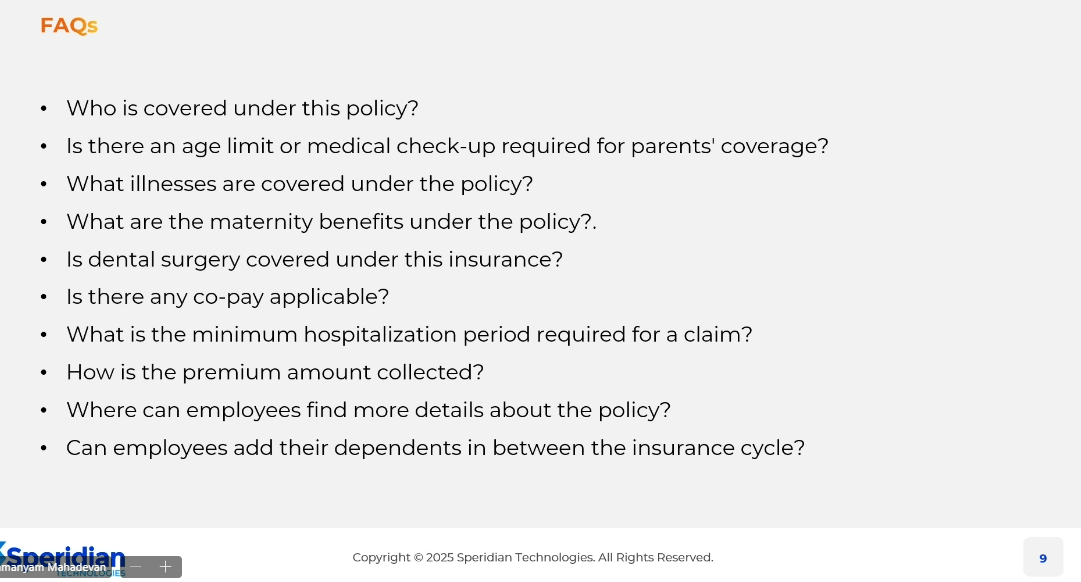 FAQs
• Who is covered under this policy?
• Is there an age limit or medical check-up required for parents' coverage?
• What illnesses are covered under the policy?
• What are the maternity benefits under the policy?.
• Is dental surgery covered under this insurance?
• Is there any co-pay applicable?
• What is the minimum hospitalization period required for a claim?
• How is the premium amount collected?
• Where can employees find more details about the policy?
• Can employees add their dependents in between the insurance cycle?
Speridian
TECHNOLOGIES
Mahadevan
Copyright © 2025 Speridian Technologies. All Rights Reserved.
9